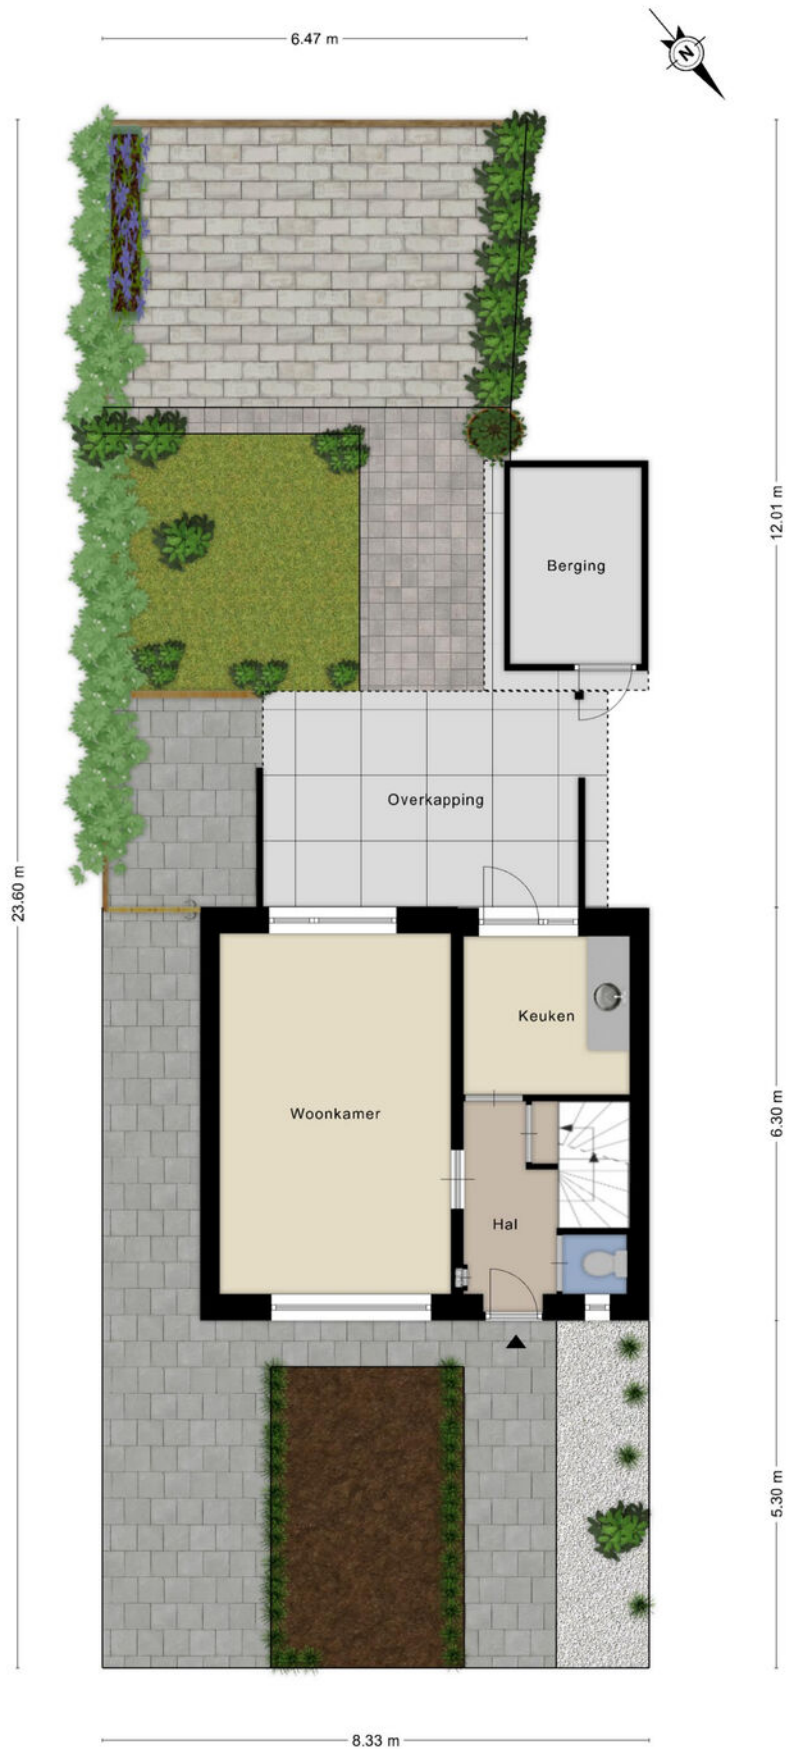 6.47 m
N
12.01 m
Berging
Overkapping
23.60 m
Keuken
Woonkamer
6.30 m
Hal
5.30 m
8.33 m